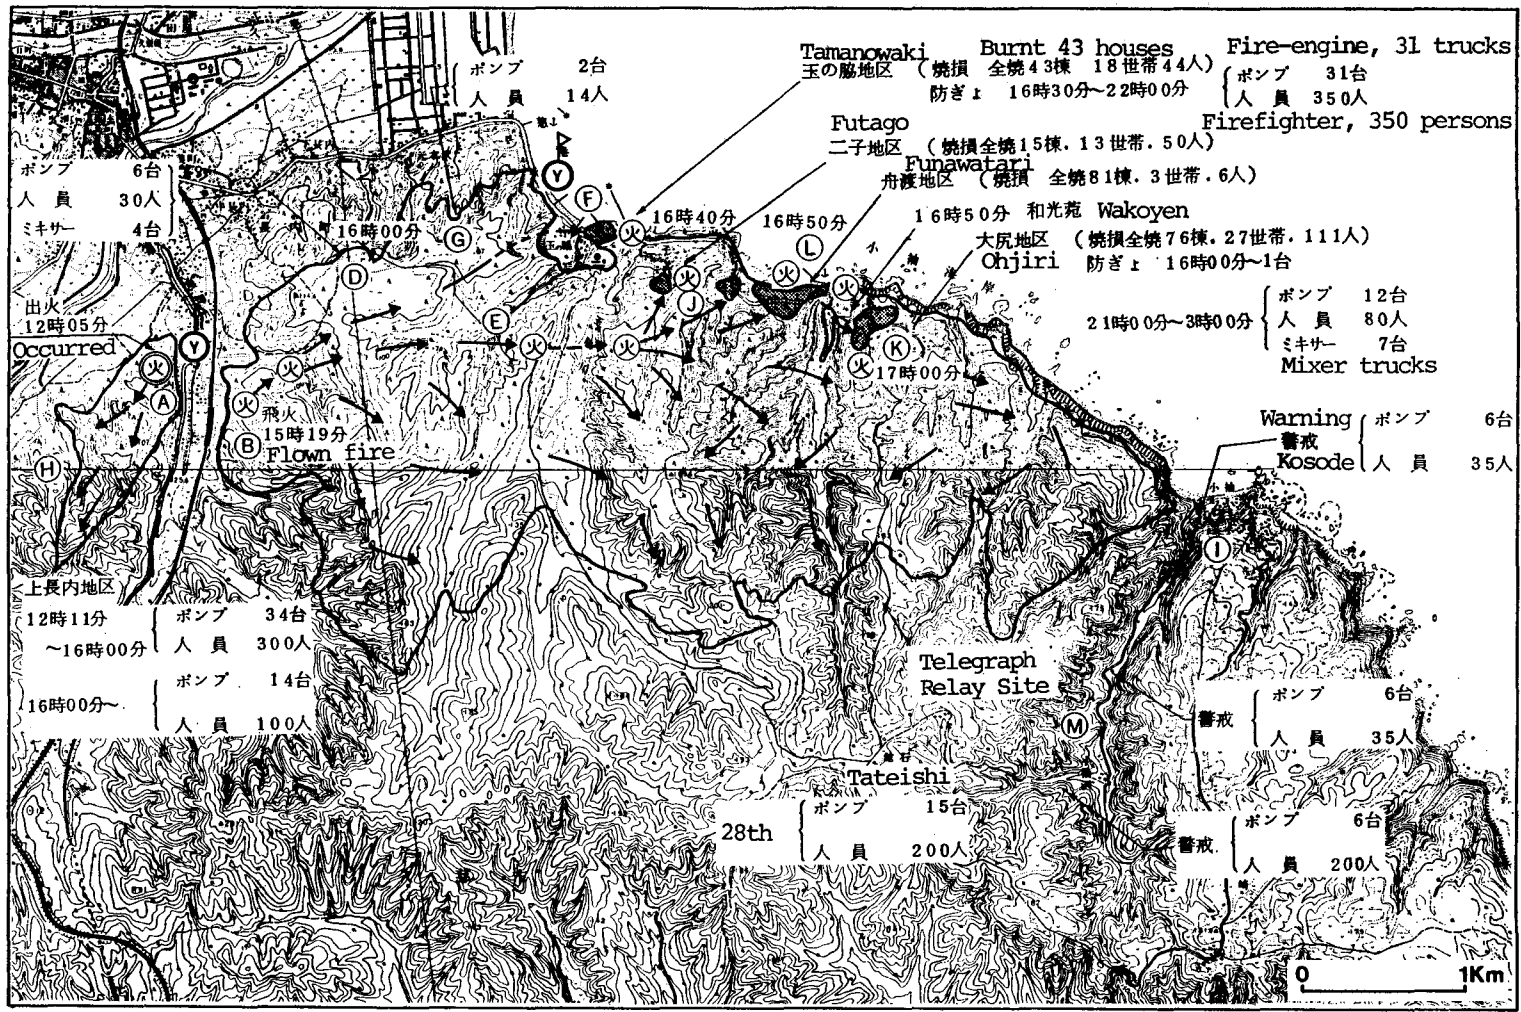 Tamanowaki Burnt 43 houses Fire-engine, 31 trucks
玉の脇地区 (焼損 全焼43棟 18世帯44人)
防ぎょ 16時30分~22時00分
ポンプ 31台
人員 350人
Firefighter, 350 persons
ポンプ 2台
人員 14人
Futago
二子地区 (焼損全焼15棟.13世帯.50人)
Funawatari
舟渡地区 (焼損 全焼81棟.3世帯.6人)
16時50分 和光苑 Wakoyen
大尻地区 (焼損全焼76棟.27世帯.111人)
Ohjiri 防ぎょ 16時00分~1台
ポンプ 12台
21時00分~3時00分 人員 80人
ミキサー 7台
Mixer trucks
ポンプ 6台
人員 30人
ミキサー 4台
Y
F
火
16時40分
16時50分
L
火
火
16時00分
G
D
火
J
E
火
火
K
火
17時00分
出火
12時05分
Occurred
Y
火
A
火
火
飛火
15時19分
B
Flown fire
H
Warning
警戒
Kosode
ポンプ 6台
人員 35人
I
上長内地区
12時11分
~16時00分
ポンプ 34台
人員 300人
16時00分~
ポンプ 14台
人員 100人
Telegraph
Relay Site
M
警戒
ポンプ 6台
人員 35人
Tateishi
28th
ポンプ 15台
人員 200人
警戒
ポンプ 6台
人員 200人
0 1Km